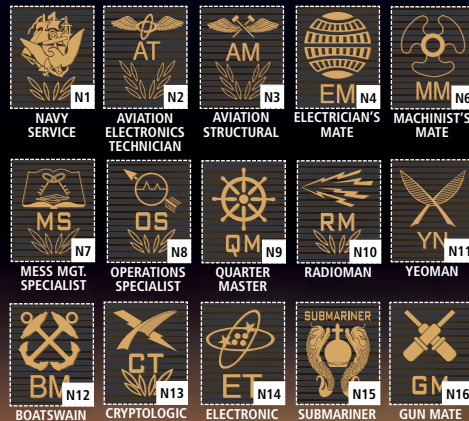 N1
NAVY
SERVICE
AT
N2
AVIATION
ELECTRONICS
TECHNICIAN
AM
N3
AVIATION
STRUCTURAL
EM
N4
ELECTRICIAN'S
MATE
MM
N6
MACHINIST'S
MATE
MS
N7
MESS MGT.
SPECIALIST
OS
N8
OPERATIONS
SPECIALIST
QM
N9
QUARTER
MASTER
RM
N10
RADIOMAN
YN
N11
YEOMAN
BM
N12
BOATSWAIN
CT
N13
CRYPTOLOGIC
ET
N14
ELECTRONIC
SUBMARINER
N15
SUBMARINER
GM
N16
GUN MATE